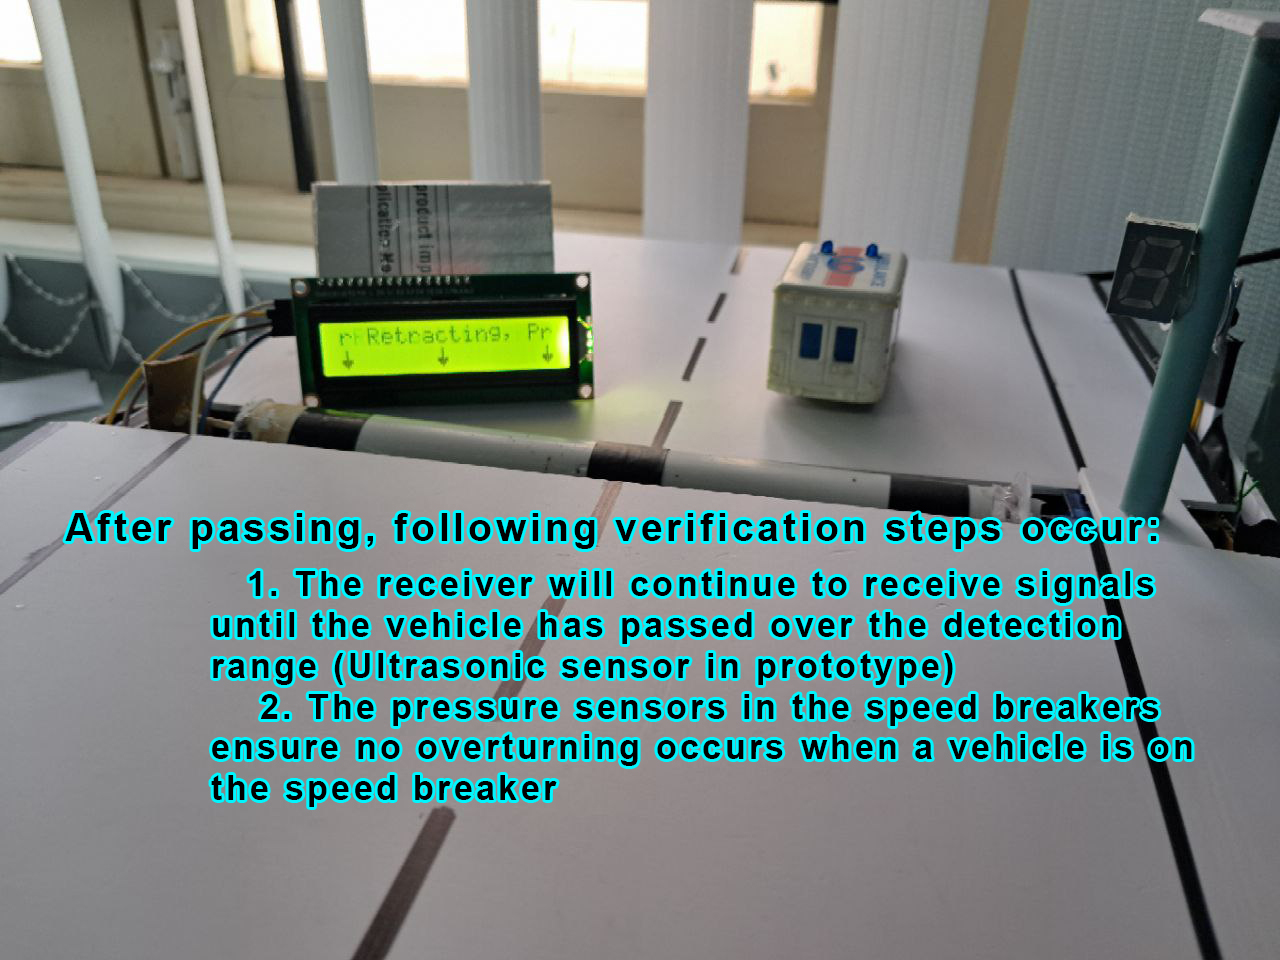 product imp
plication No
Retracting, Pr
After passing, following verification steps occur:
1. The receiver will continue to receive signals
until the vehicle has passed over the detection
range (Ultrasonic sensor in prototype)
2. The pressure sensors in the speed breakers
ensure no overturning occurs when a vehicle is on
the speed breaker